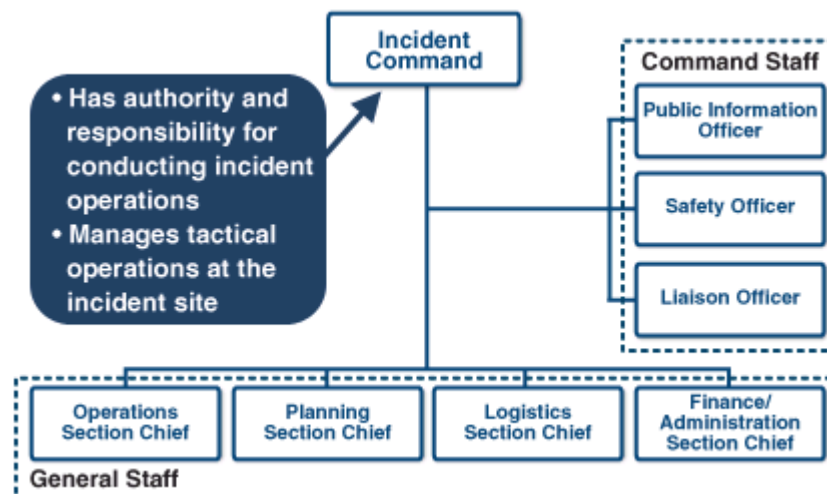 Incident
Command
• Has authority and
responsibility for
conducting incident
operations
• Manages tactical
operations at the
incident site
Command Staff
Public Information
Officer
Safety Officer
Liaison Officer
Operations
Section Chief
Planning
Section Chief
Logistics
Section Chief
Finance/
Administration
Section Chief
General Staff